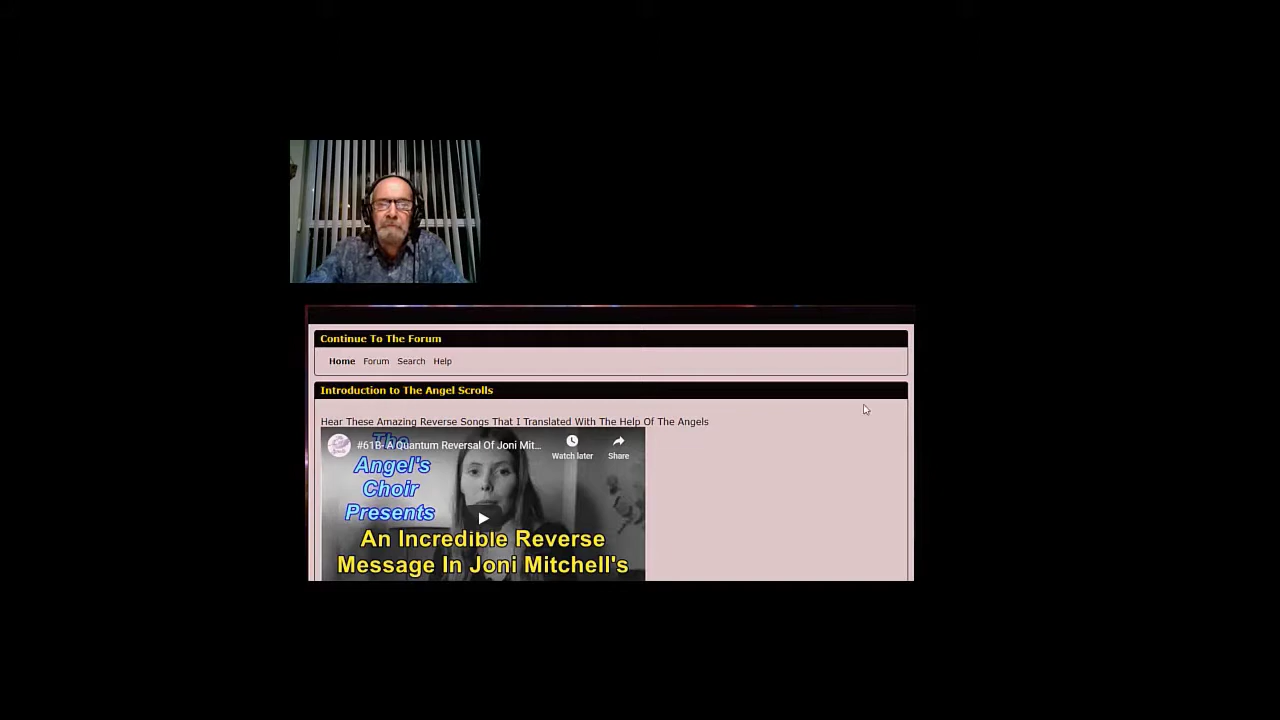 Continue To The Forum
Home Forum Search Help
Introduction to The Angel Scrolls
Hear These Amazing Reverse Songs That I Translated With The Help Of The Angels
#61B- A Quantum Reversal Of Joni Mit...
Watch later Share
The
Angel's
Choir
Presents
An Incredible Reverse
Message In Joni Mitchell's